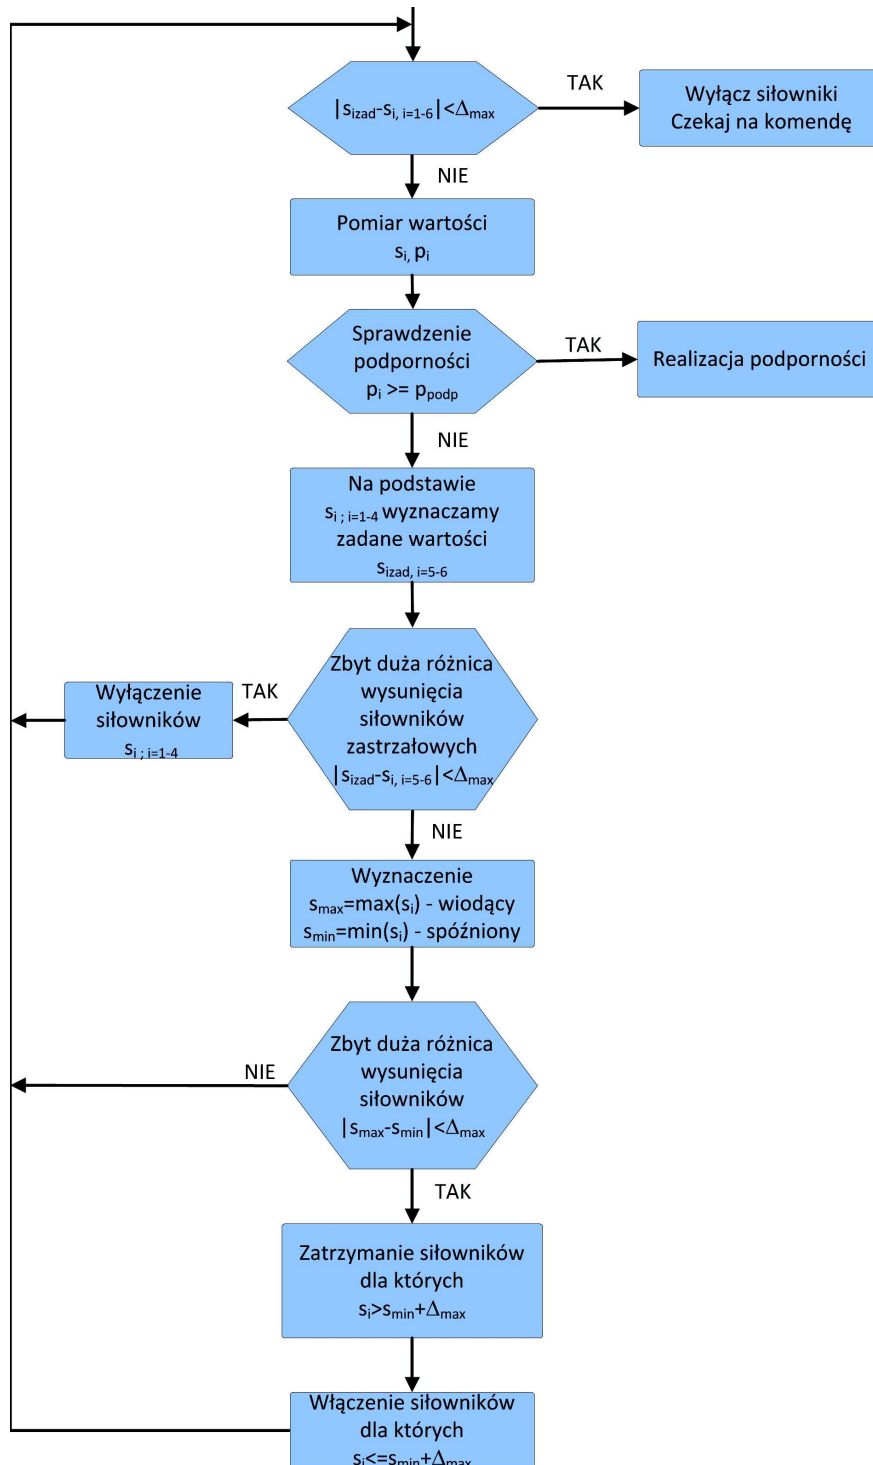 |sizad-si, i=1-6|<Δmax
TAK
Wyłącz siłowniki
Czekaj na komendę
NIE
Pomiar wartości
si, pi
Sprawdzenie
podporności
pi >= ppodp
TAK
Realizacja podporności
NIE
Na podstawie
si ; i=1-4 wyznaczamy
zadane wartości
sizad, i=5-6
Zbyt duża różnica
wysunięcia
siłowników
zastrzałowych
|sizad-si, i=5-6|<Δmax
TAK
Wyłączenie
siłowników
si ; i=1-4
NIE
Wyznaczenie
smax=max(si) - wiodący
smin=min(si) - spóźniony
Zbyt duża różnica
wysunięcia
siłowników
|smax-smin|<Δmax
NIE
TAK
Zatrzymanie siłowników
dla których
si>smin+Δmax
Włączenie siłowników
dla których
si<=smin+Δmax